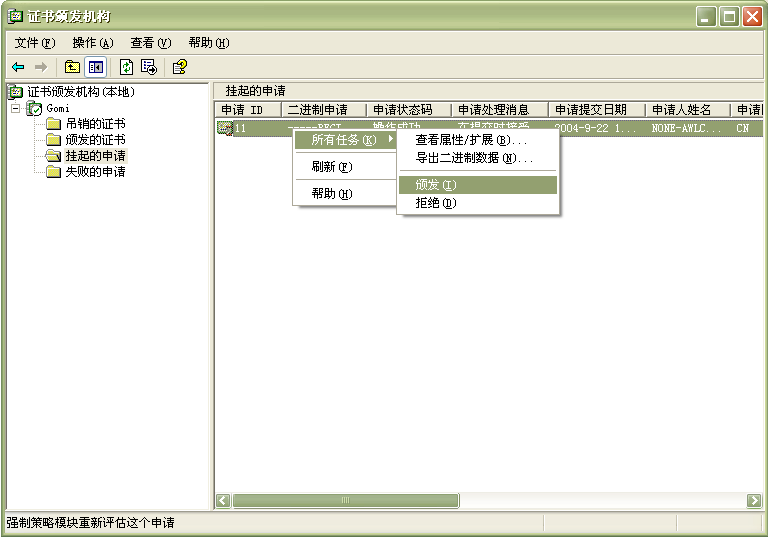 证书颁发机构
文件(F) 操作(A) 查看(V) 帮助(H)
证书颁发机构(本地)
Gomi
吊销的证书
颁发的证书
挂起的申请
失败的申请
挂起的申请
申请 ID 二进制申请 申请状态码 申请处理消息 申请提交日期 申请人姓名
11 2004-9-22 1... NONE-AWLC... CN
所有任务(K)
刷新(F)
帮助(H)
查看属性/扩展(B)...
导出二进制数据(N)...
颁发(I)
拒绝(D)
强制策略模块重新评估这个申请